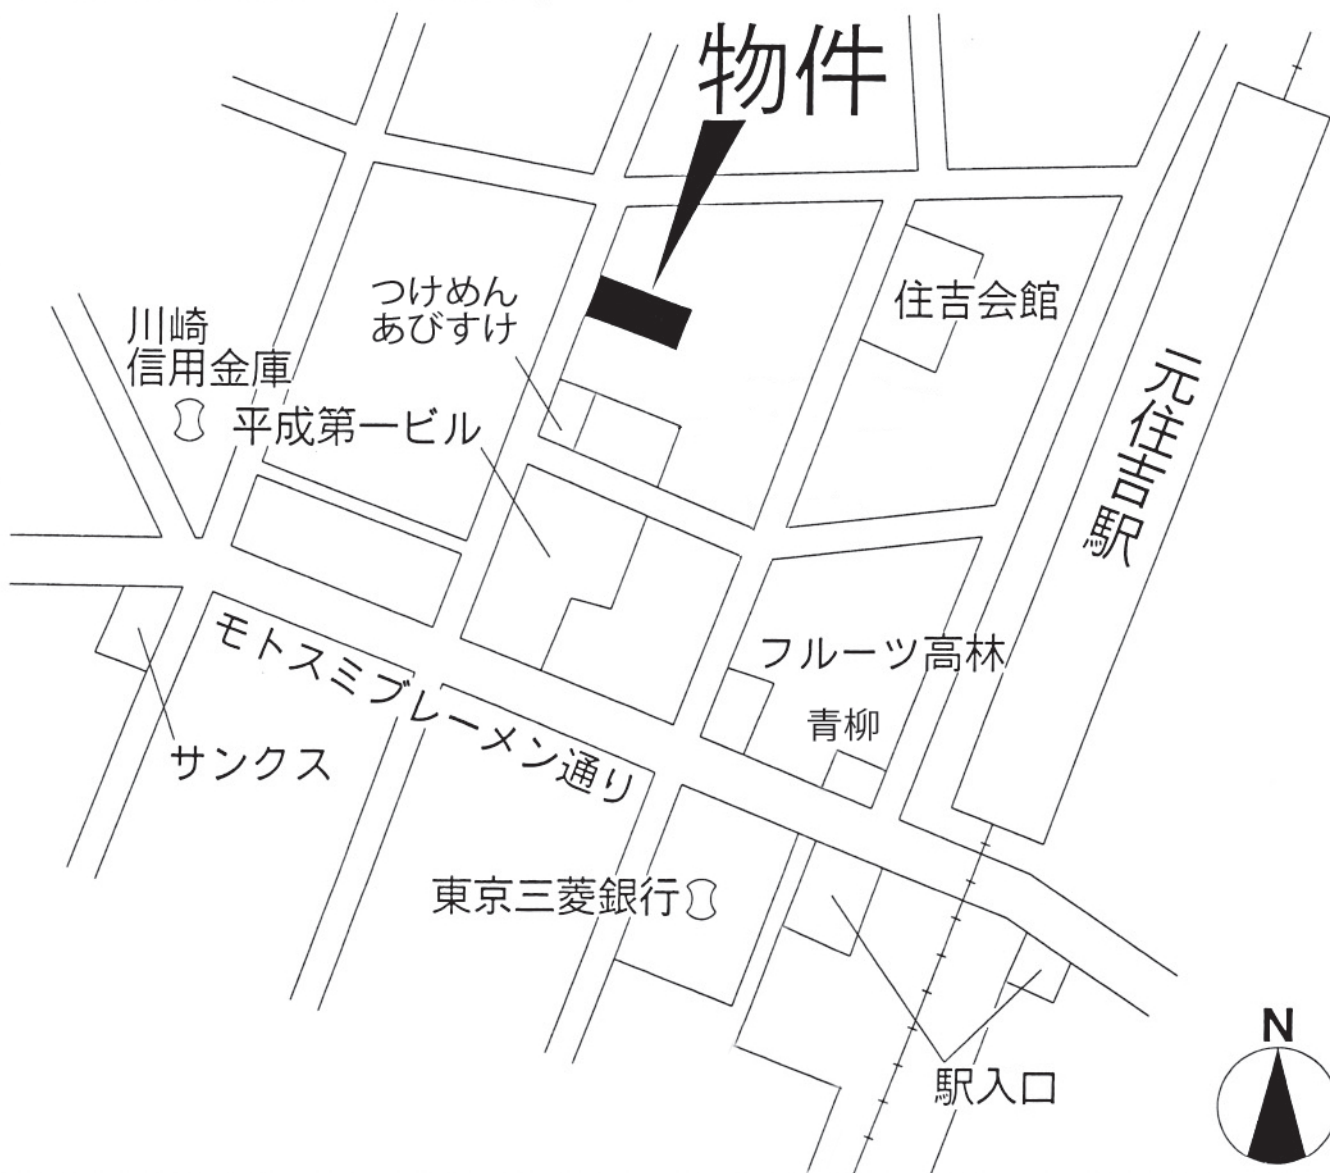 物件
つけめん
あびすけ
住吉会館
川崎
信用金庫
平成第一ビル
元住吉駅
モトスミブレーメン通り
フルーツ高林
青柳
サンクス
東京三菱銀行
駅入口
N